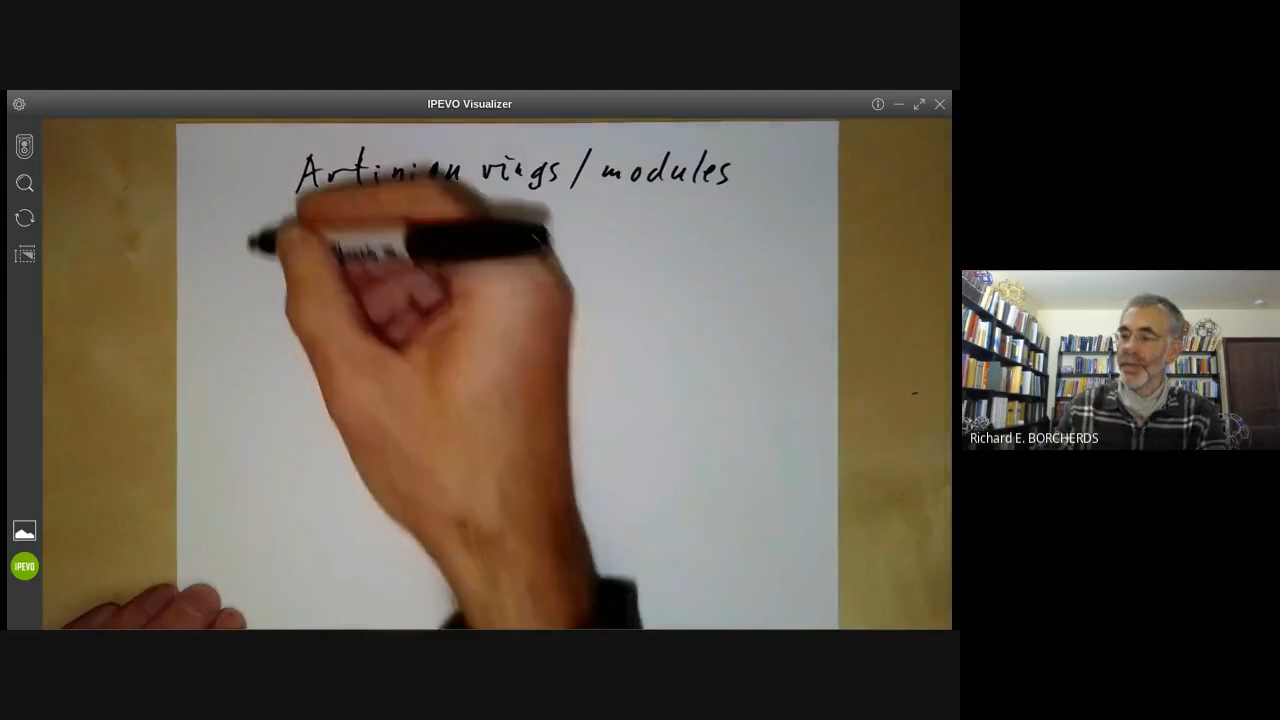 IPEVO Visualizer
Artinian rings/modules
IPEVO
Richard E. BORCHERDS